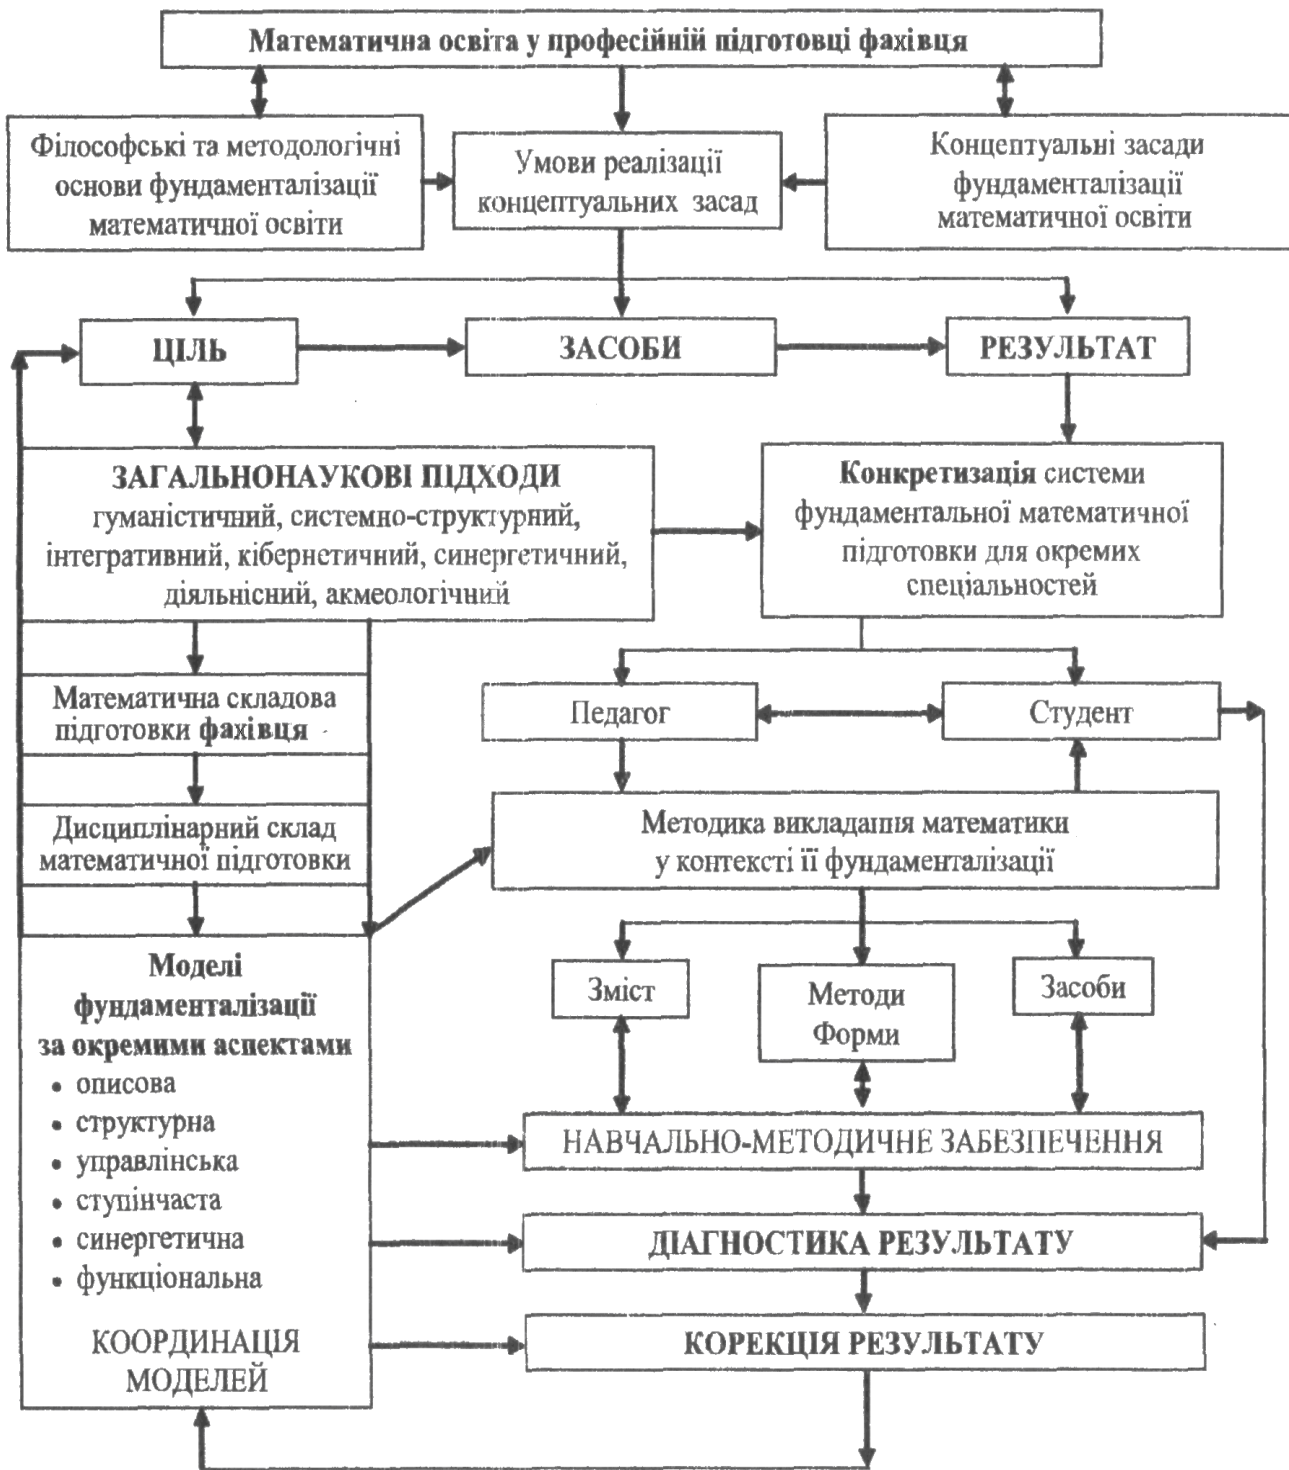 Математична освіта у професійній підготовці фахівця
Філософські та методологічні
основи фундаменталізації
математичної освіти
Умови реалізації
концептуальних засад
Концептуальні засади
фундаменталізації
математичної освіти
ЦІЛЬ
ЗАСОБИ
РЕЗУЛЬТАТ
ЗАГАЛЬНОНАУКОВІ ПІДХОДИ
гуманістичний, системно-структурний,
інтегративний, кібернетичний, синергетичний,
діяльнісний, акмеологічний
Конкретизація системи
фундаментальної математичної
підготовки для окремих
спеціальностей
Математична складова
підготовки фахівця
Педагог
Студент
Дисциплінарний склад
математичної підготовки
Методика викладання математики
у контексті її фундаменталізації
Моделі
фундаменталізації
за окремими аспектами
• описова
• структурна
• управлінська
• ступінчаста
• синергетична
• функціональна
КООРДИНАЦІЯ
МОДЕЛЕЙ
Зміст
Методи
Форми
Засоби
НАВЧАЛЬНО-МЕТОДИЧНЕ ЗАБЕЗПЕЧЕННЯ
ДІАГНОСТИКА РЕЗУЛЬТАТУ
КОРЕКЦІЯ РЕЗУЛЬТАТУ